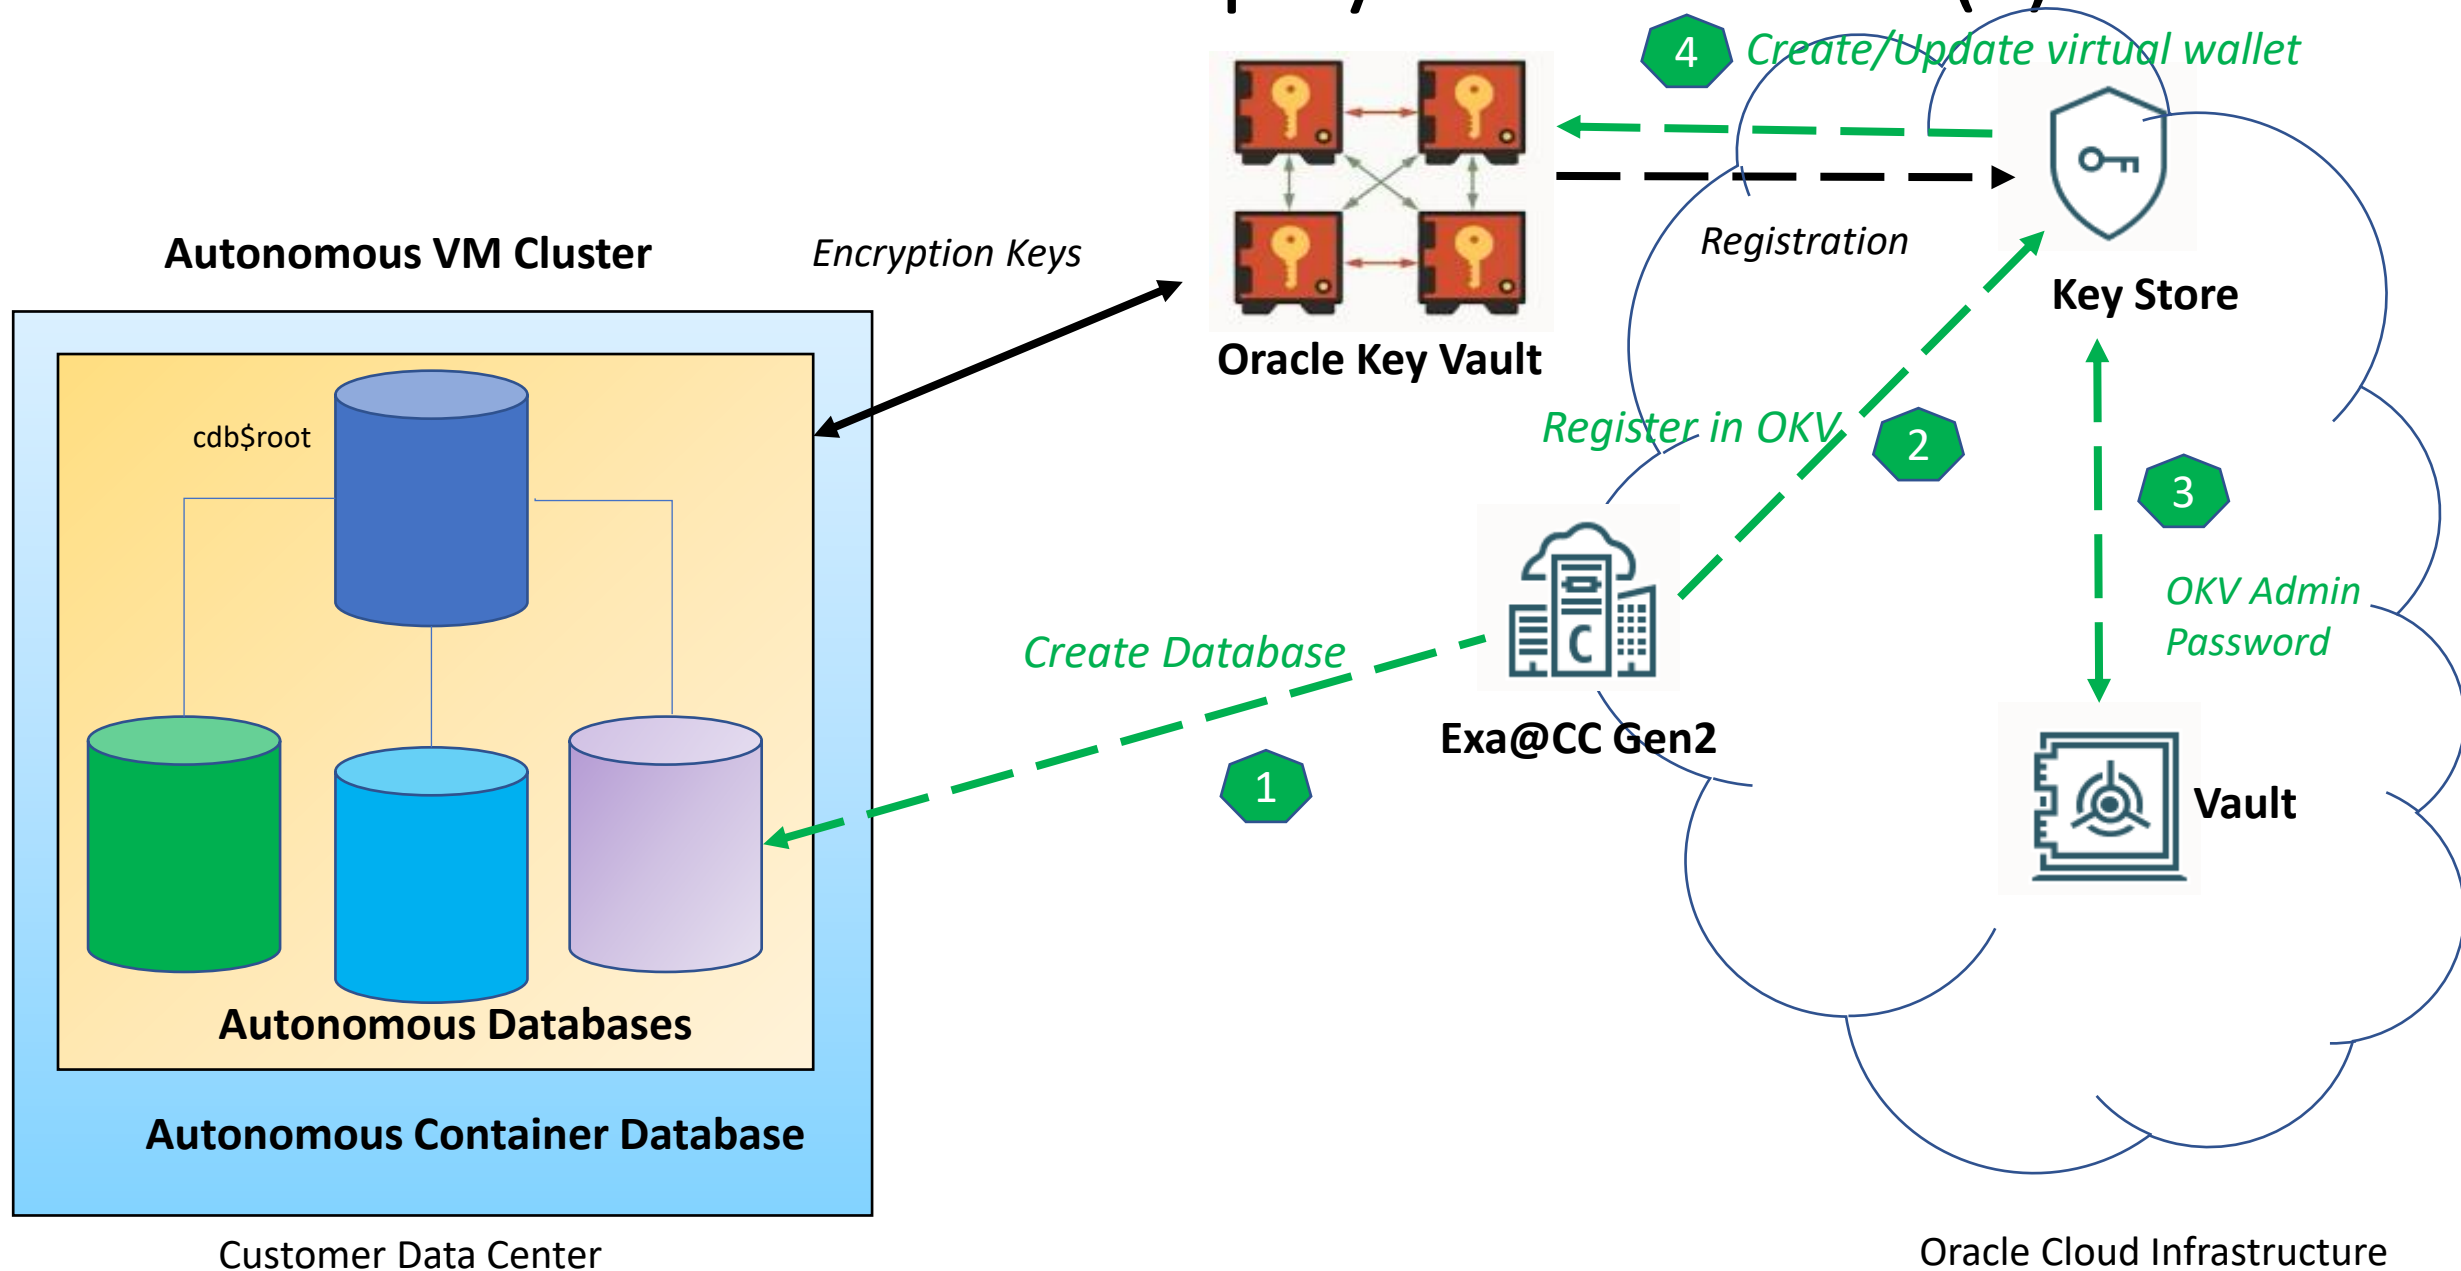 4
Create/Update virtual wallet
Autonomous VM Cluster
Encryption Keys
Registration
Key Store
Oracle Key Vault
cdb$root
Register in OKV
2
3
OKV Admin
Password
Create Database
C
Exa@CC Gen2
1
Vault
Autonomous Databases
Autonomous Container Database
Customer Data Center
Oracle Cloud Infrastructure